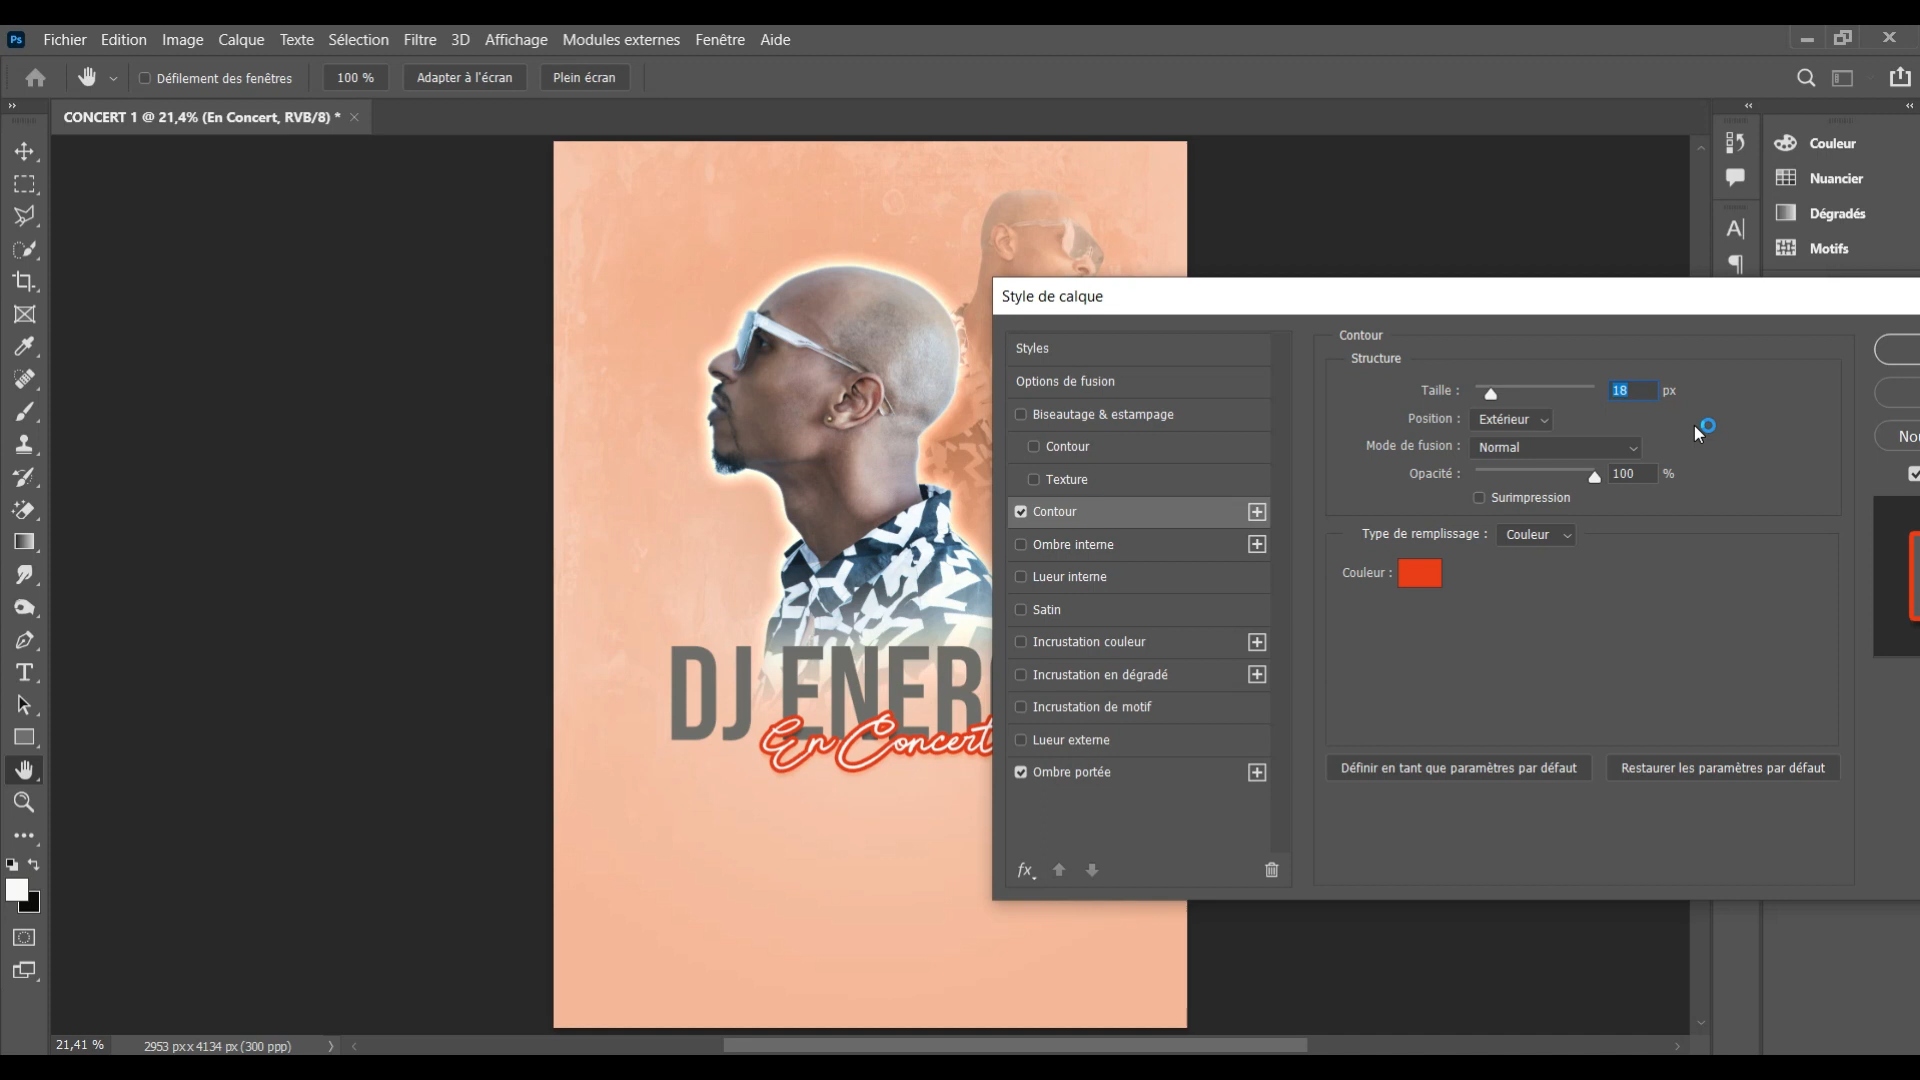 Ps Fichier Edition Image Calque Texte Sélection Filtre 3D Affichage Modules externes Fenêtre Aide
Défilement des fenêtres 100 % Adapter à l'écran Plein écran
CONCERT 1 @ 21,4% (En Concert, RVB/8) *
Couleur
Nuancier
Dégradés
Motifs
Style de calque
Styles
Options de fusion
Biseautage & estampage
Contour
Texture
Contour
Ombre interne
Lueur interne
Satin
Incrustation couleur
Incrustation en dégradé
Incrustation de motif
Lueur externe
Ombre portée
fx
Contour
Structure
Taille : 18 px
Position : Extérieur
Mode de fusion : Normal
Opacité : 100 %
Surimpression
Type de remplissage : Couleur
Couleur :
Définir en tant que paramètres par défaut Restaurer les paramètres par défaut
DJ ENER
En Concert
21,41 % 2953 px x 4134 px (300 ppp)